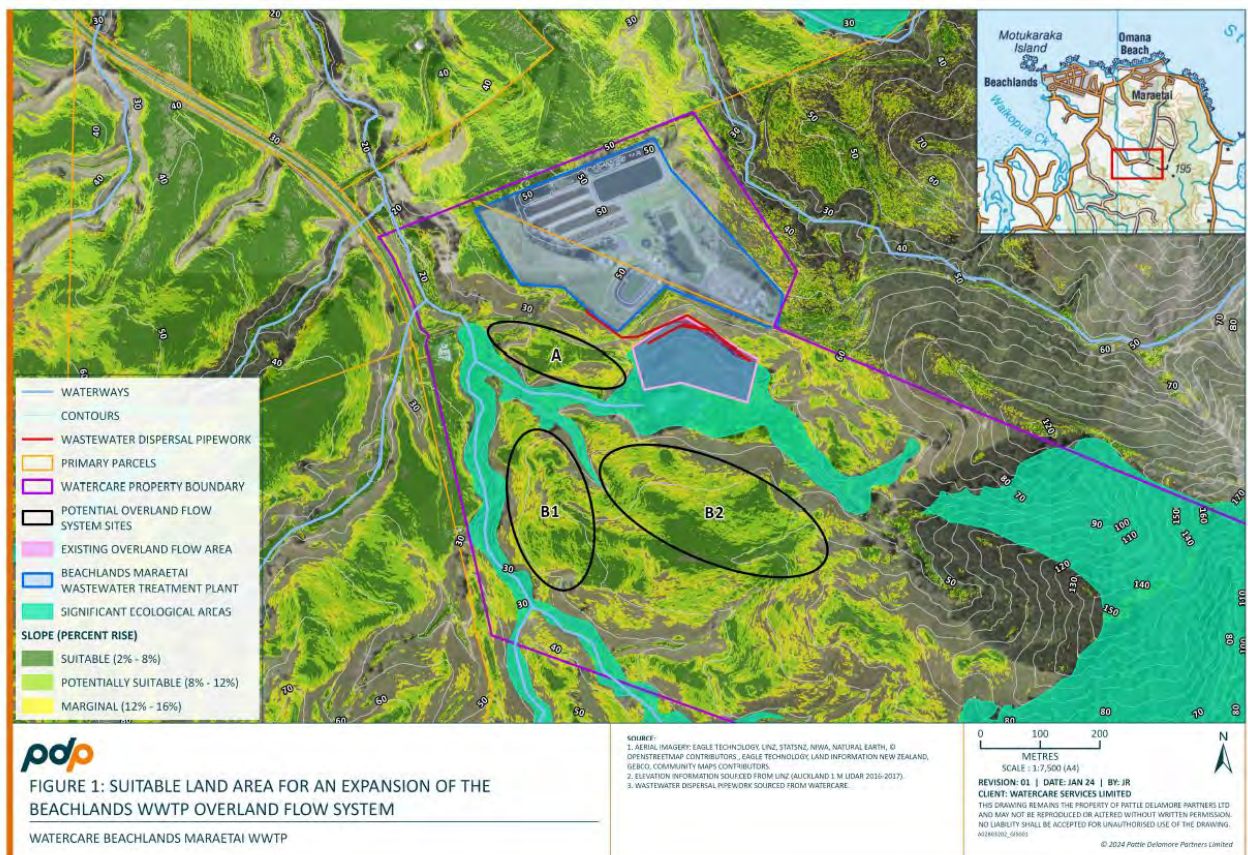 Motukaraka
Island
Omana
Beach
Beachlands
Maraetai
Waikopua Ck
195
A
B1
B2
WATERWAYS
CONTOURS
WASTEWATER DISPERSAL PIPEWORK
PRIMARY PARCELS
WATERCARE PROPERTY BOUNDARY
POTENTIAL OVERLAND FLOW
SYSTEM SITES
EXISTING OVERLAND FLOW AREA
BEACHLANDS MARAETAI
WASTEWATER TREATMENT PLANT
SIGNIFICANT ECOLOGICAL AREAS
SLOPE (PERCENT RISE)
SUITABLE (2% - 8%)
POTENTIALLY SUITABLE (8% - 12%)
MARGINAL (12% - 16%)
pdp
FIGURE 1: SUITABLE LAND AREA FOR AN EXPANSION OF THE
BEACHLANDS WWTP OVERLAND FLOW SYSTEM
WATERCARE BEACHLANDS MARAETAI WWTP
SOURCE:
1. AERIAL IMAGERY: EAGLE TECHNOLOGY, LINZ, STATSNZ, NIWA, NATURAL EARTH, ©
OPENSTREETMAP CONTRIBUTORS., EAGLE TECHNOLOGY, LAND INFORMATION NEW ZEALAND,
GEBCO, COMMUNITY MAPS CONTRIBUTORS.
2. ELEVATION INFORMATION SOURCED FROM LINZ (AUCKLAND 1 M LIDAR 2016-2017).
3. WASTEWATER DISPERSAL PIPEWORK SOURCED FROM WATERCARE.
0 100 200
METRES
SCALE : 1:7,500 (A4)
N
REVISION: 01 | DATE: JAN 24 | BY: JR
CLIENT: WATERCARE SERVICES LIMITED
THIS DRAWING REMAINS THE PROPERTY OF PATTLE DELAMORE PARTNERS LTD
AND MAY NOT BE REPRODUCED OR ALTERED WITHOUT WRITTEN PERMISSION.
NO LIABILITY SHALL BE ACCEPTED FOR UNAUTHORISED USE OF THE DRAWING.
© 2024 Pattle Delamore Partners Limited